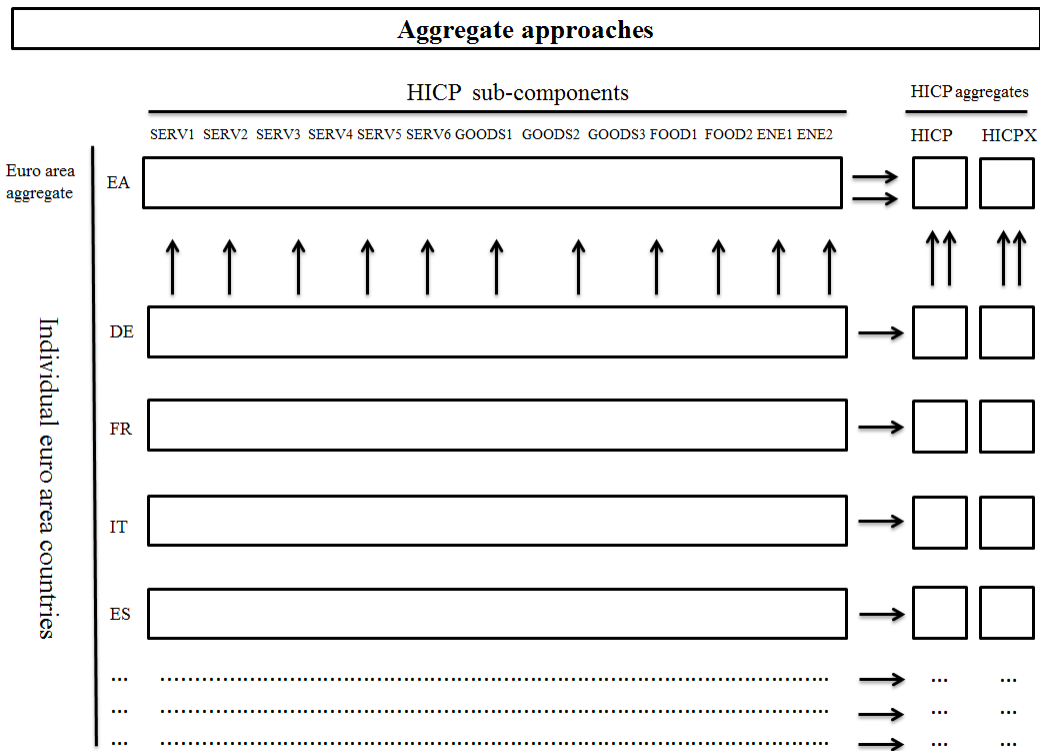 Aggregate approaches
HICP sub-components
HICP aggregates
SERV1 SERV2 SERV3 SERV4 SERV5 SERV6 GOODS1 GOODS2 GOODS3 FOOD1 FOOD2 ENE1 ENE2
HICP HICPX
Euro area
aggregate
EA
Individual euro area countries
DE
FR
IT
ES
... ... ... ...
... ... ... ...
... ... ... ...